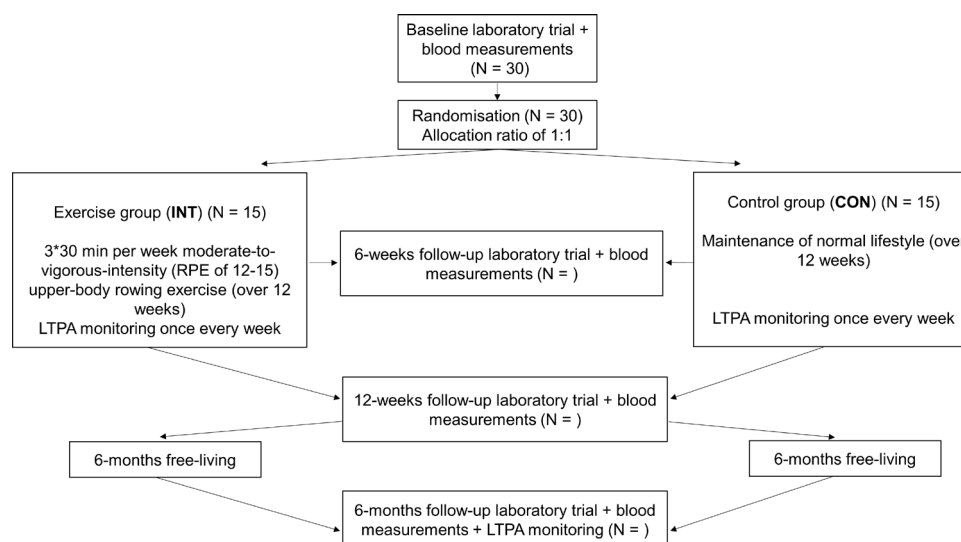 Baseline laboratory trial +
blood measurements
(N = 30)
Randomisation (N = 30)
Allocation ratio of 1:1
Exercise group (INT) (N = 15)
3*30 min per week moderate-to-
vigorous-intensity (RPE of 12-15)
upper-body rowing exercise (over 12
weeks)
LTPA monitoring once every week
6-weeks follow-up laboratory trial + blood
measurements (N = )
Control group (CON) (N = 15)
Maintenance of normal lifestyle (over
12 weeks)
LTPA monitoring once every week
12-weeks follow-up laboratory trial + blood
measurements (N = )
6-months free-living
6-months free-living
6-months follow-up laboratory trial + blood
measurements + LTPA monitoring (N = )